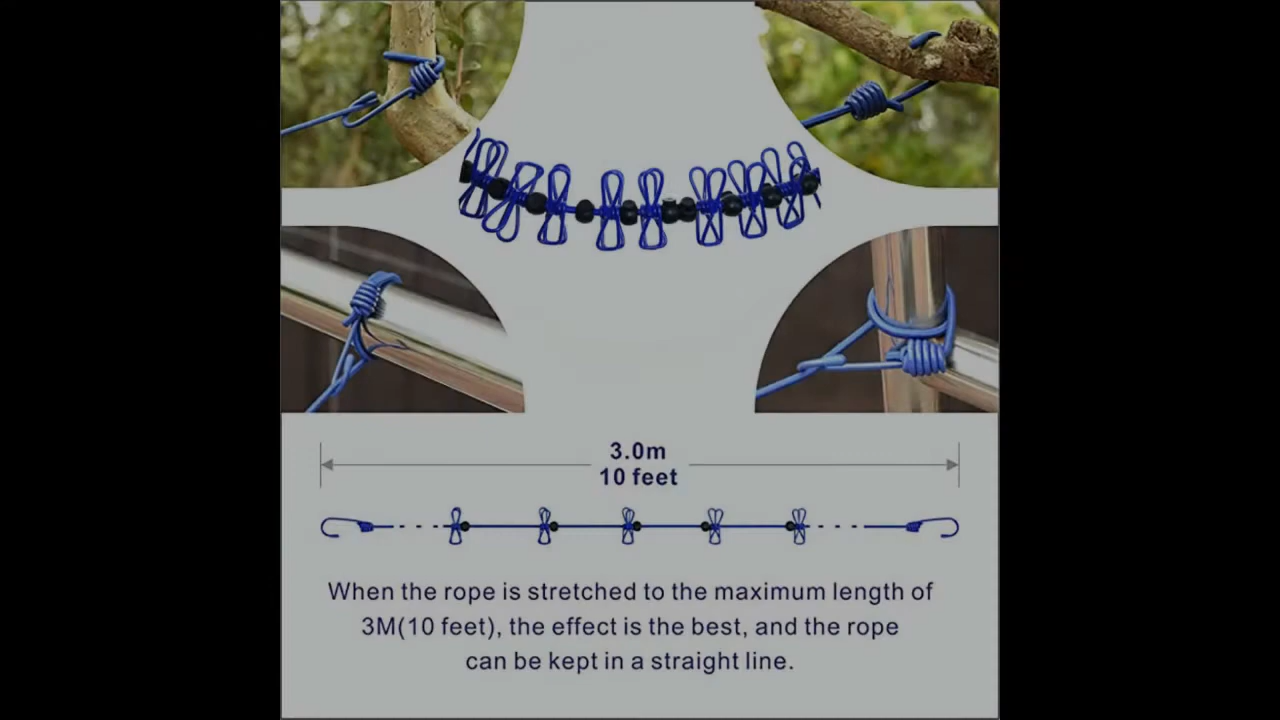 3.0m
10 feet
When the rope is stretched to the maximum length of
3M(10 feet), the effect is the best, and the rope
can be kept in a straight line.